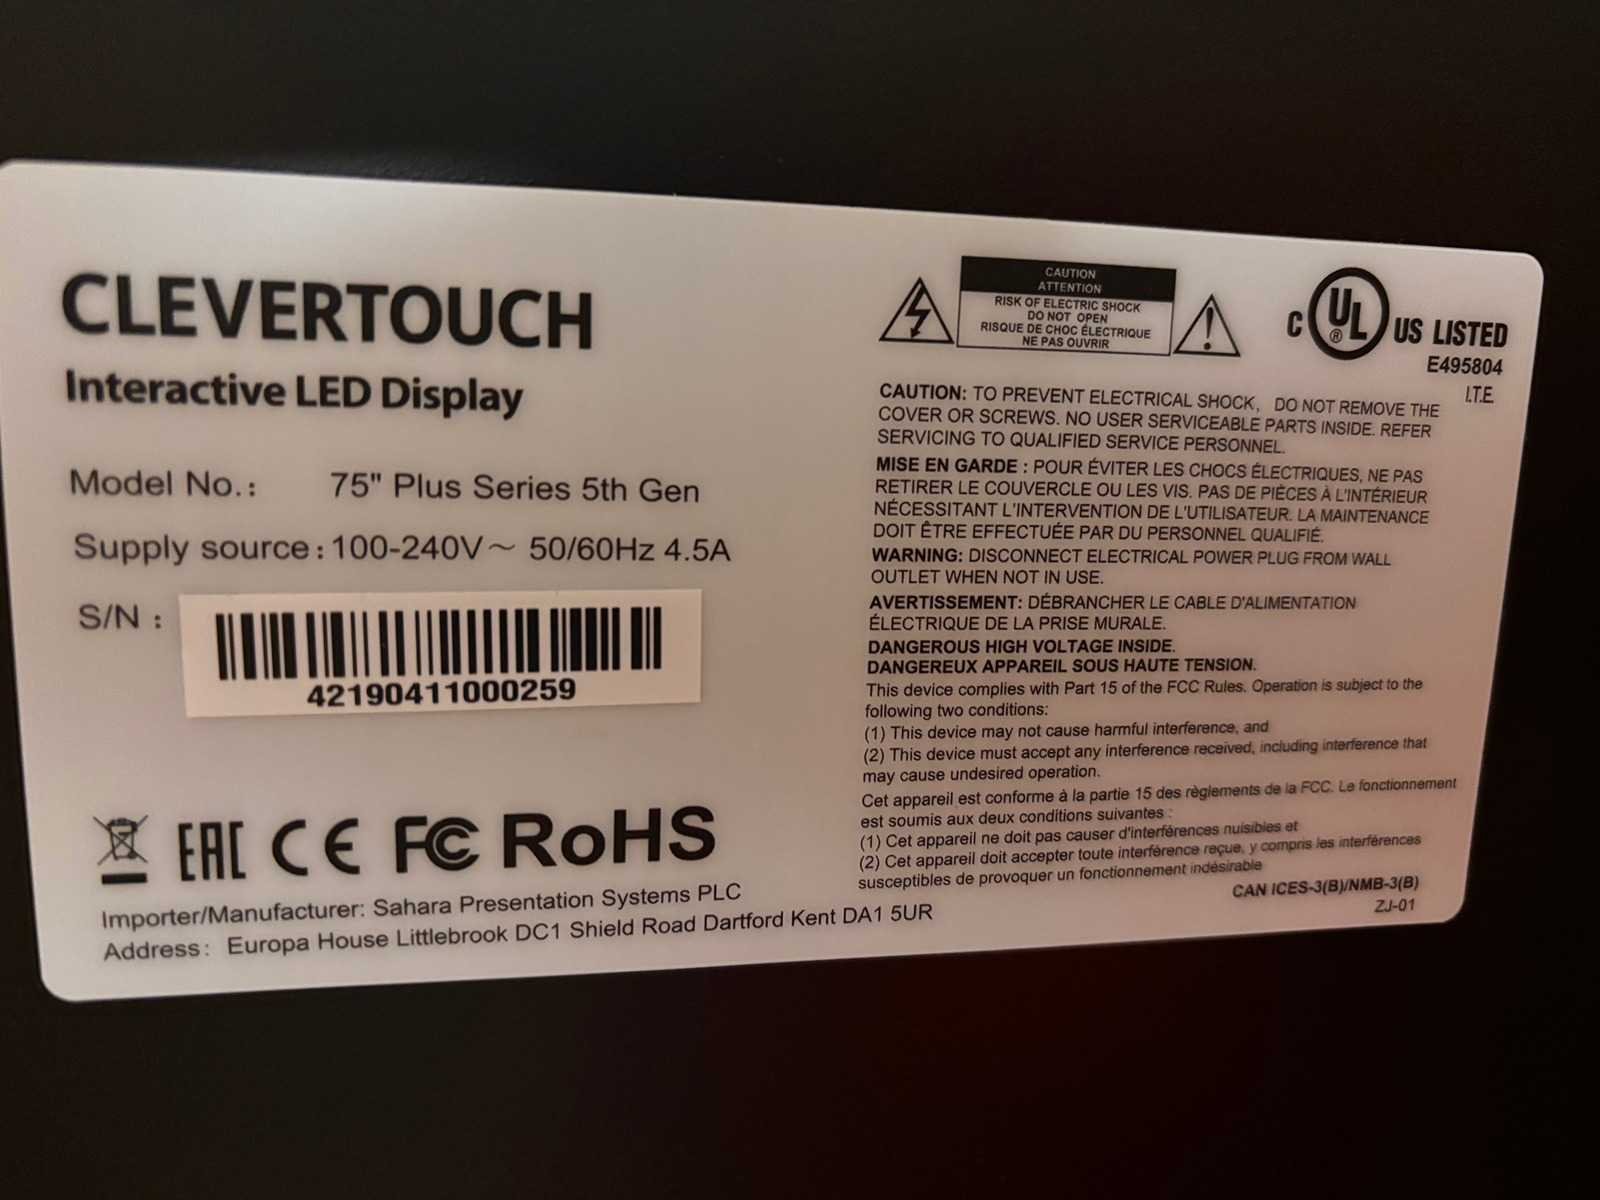 CLEVERTOUCH
Interactive LED Display
Model No.: 75" Plus Series 5th Gen
Supply source: 100-240V~ 50/60Hz 4.5A
S/N :
42190411000259
EAC CE FC RoHS
Importer/Manufacturer: Sahara Presentation Systems PLC
Address: Europa House Littlebrook DC1 Shield Road Dartford Kent DA1 5UR
CAUTION
ATTENTION
RISK OF ELECTRIC SHOCK
DO NOT OPEN
RISQUE DE CHOC ÉLECTRIQUE
NE PAS OUVRIR
C UL ® US LISTED
E495804
I.T.E.
CAUTION: TO PREVENT ELECTRICAL SHOCK, DO NOT REMOVE THE
COVER OR SCREWS. NO USER SERVICEABLE PARTS INSIDE. REFER
SERVICING TO QUALIFIED SERVICE PERSONNEL.
MISE EN GARDE : POUR ÉVITER LES CHOCS ÉLECTRIQUES, NE PAS
RETIRER LE COUVERCLE OU LES VIS. PAS DE PIÈCES À L'INTÉRIEUR
NÉCESSITANT L'INTERVENTION DE L'UTILISATEUR. LA MAINTENANCE
DOIT ÊTRE EFFECTUÉE PAR DU PERSONNEL QUALIFIÉ.
WARNING: DISCONNECT ELECTRICAL POWER PLUG FROM WALL
OUTLET WHEN NOT IN USE.
AVERTISSEMENT: DÉBRANCHER LE CABLE D'ALIMENTATION
ÉLECTRIQUE DE LA PRISE MURALE.
DANGEROUS HIGH VOLTAGE INSIDE.
DANGEREUX APPAREIL SOUS HAUTE TENSION.
This device complies with Part 15 of the FCC Rules. Operation is subject to the
following two conditions:
(1) This device may not cause harmful interference, and
(2) This device must accept any interference received, including interference that
may cause undesired operation.
Cet appareil est conforme à la partie 15 des règlements de la FCC. Le fonctionnement
est soumis aux deux conditions suivantes :
(1) Cet appareil ne doit pas causer d'interférences nuisibles et
(2) Cet appareil doit accepter toute interférence reçue, y compris les interférences
susceptibles de provoquer un fonctionnement indésirable
CAN ICES-3(B)/NMB-3(B)
ZJ-01